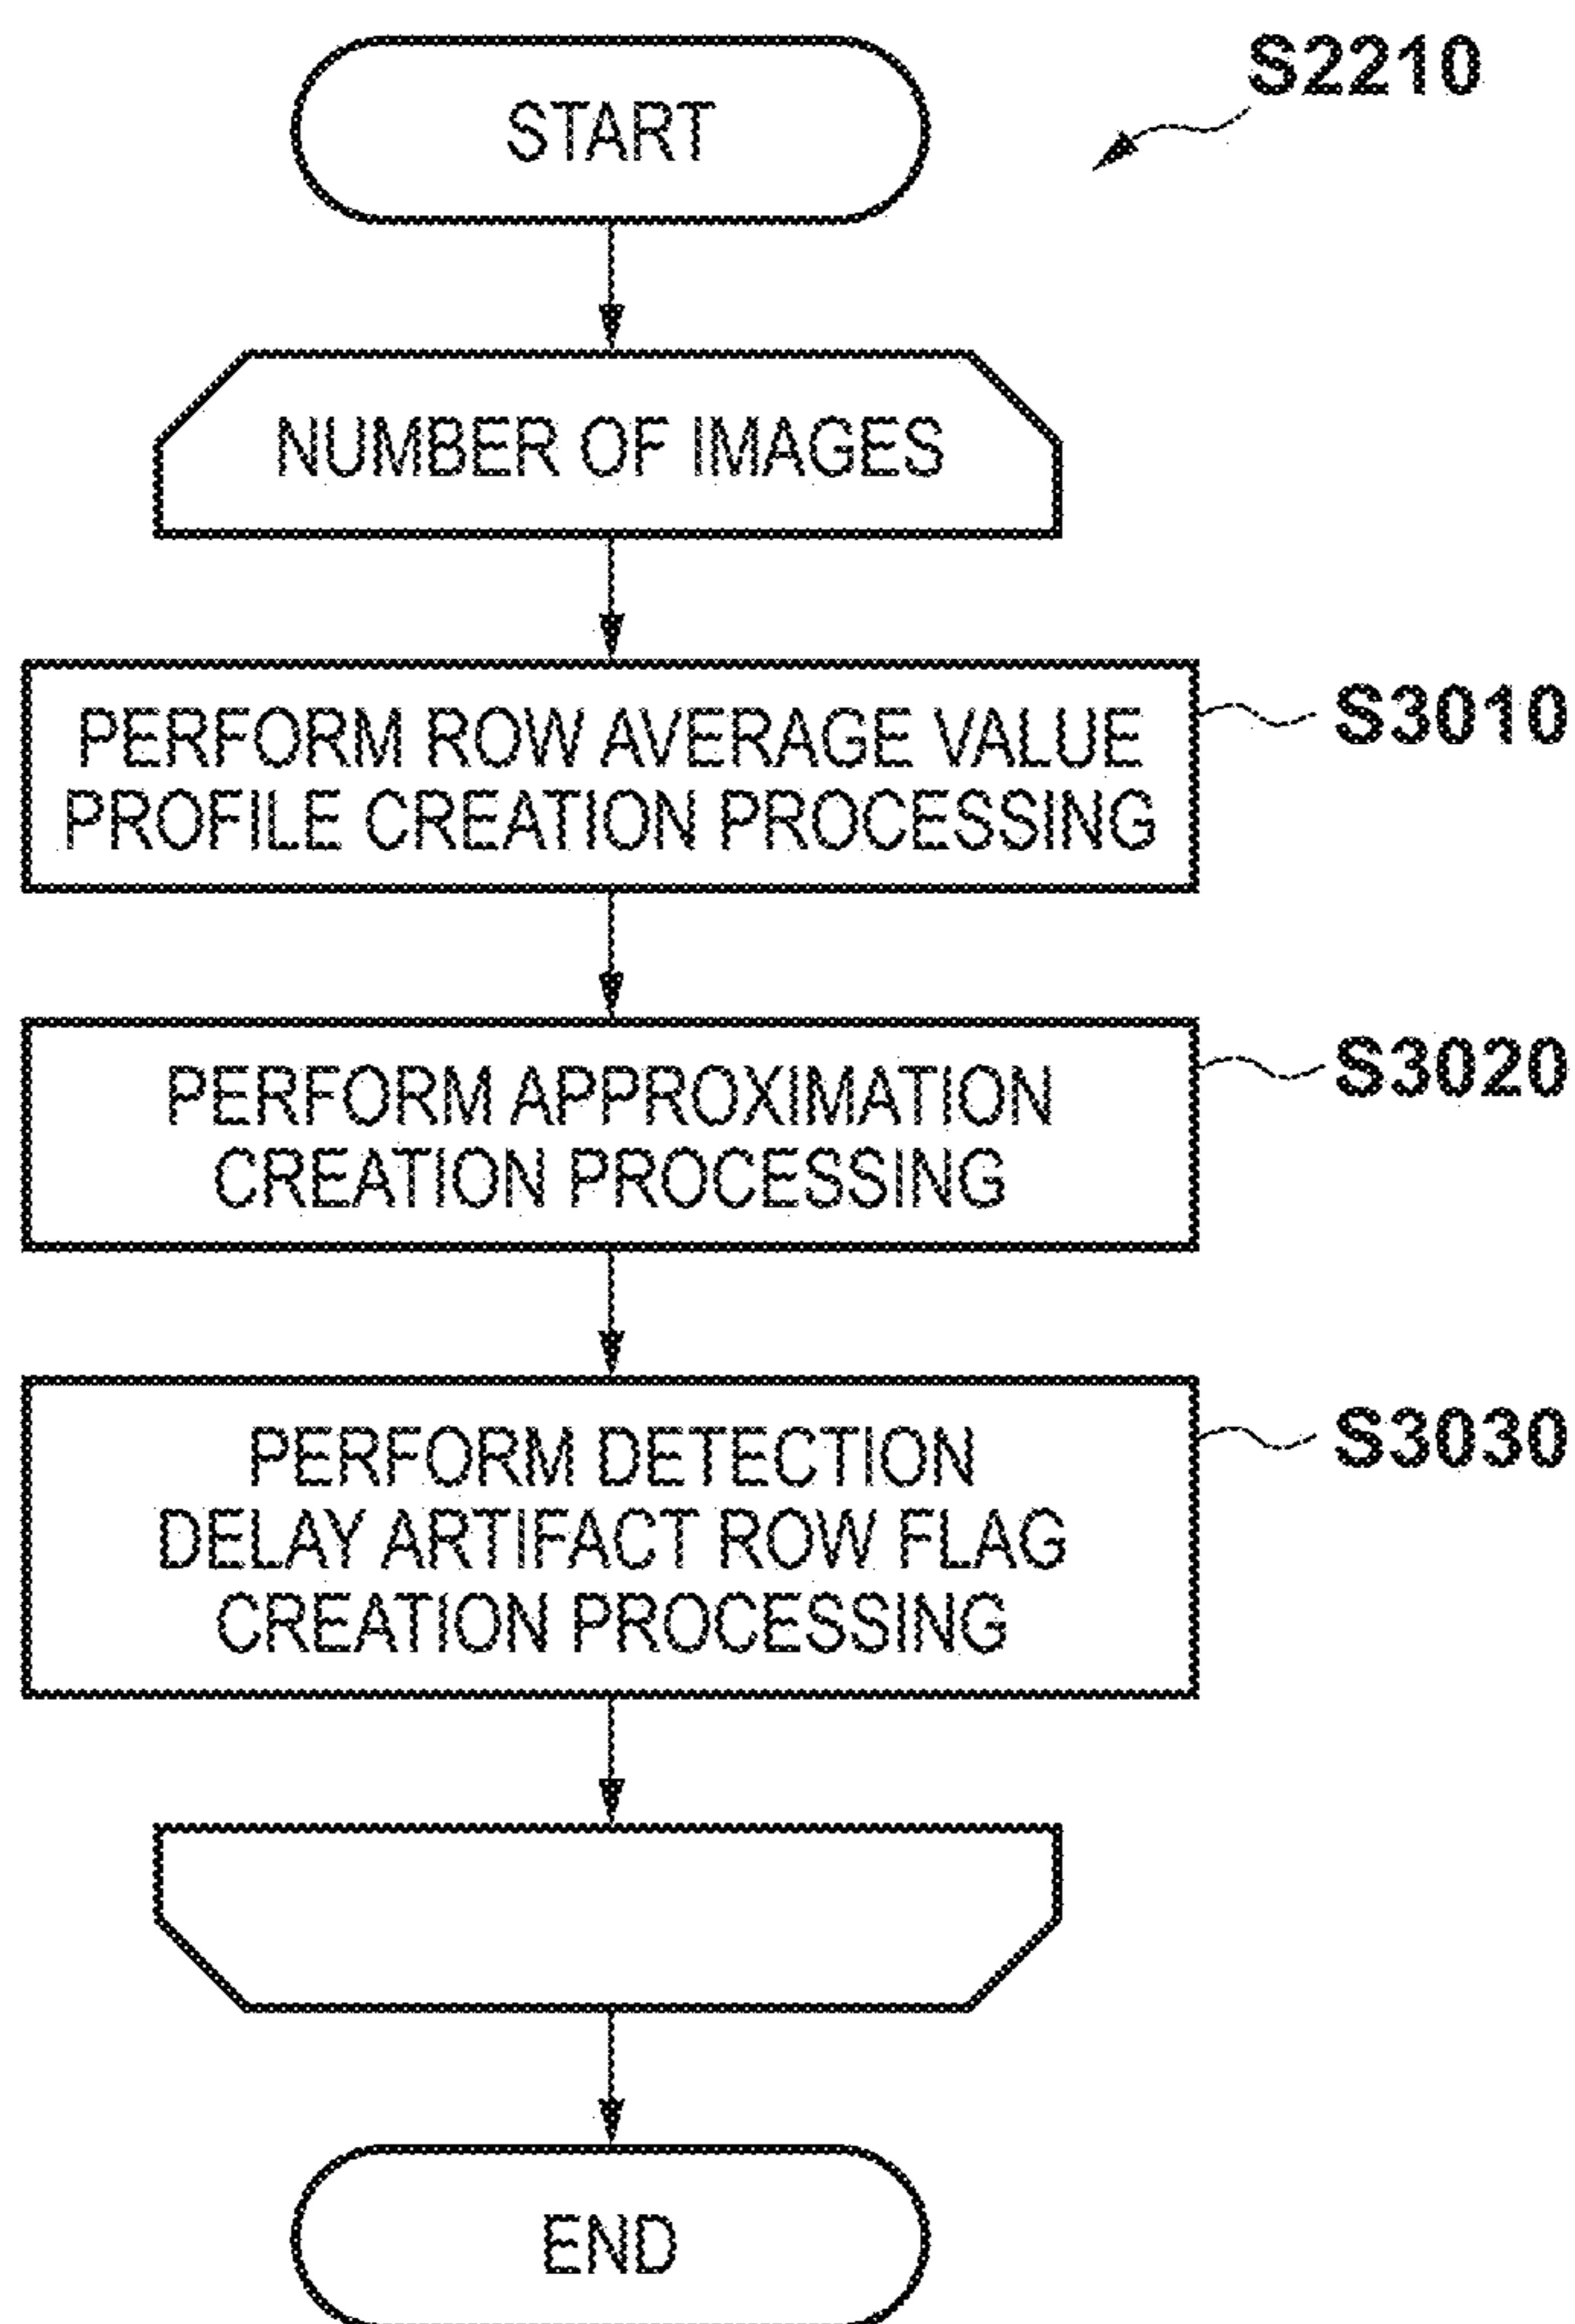 S2210
START
NUMBER OF IMAGES
PERFORM ROW AVERAGE VALUE
PROFILE CREATION PROCESSING
S3010
PERFORM APPROXIMATION
CREATION PROCESSING
S3020
PERFORM DETECTION
DELAY ARTIFACT ROW FLAG
CREATION PROCESSING
S3030
END